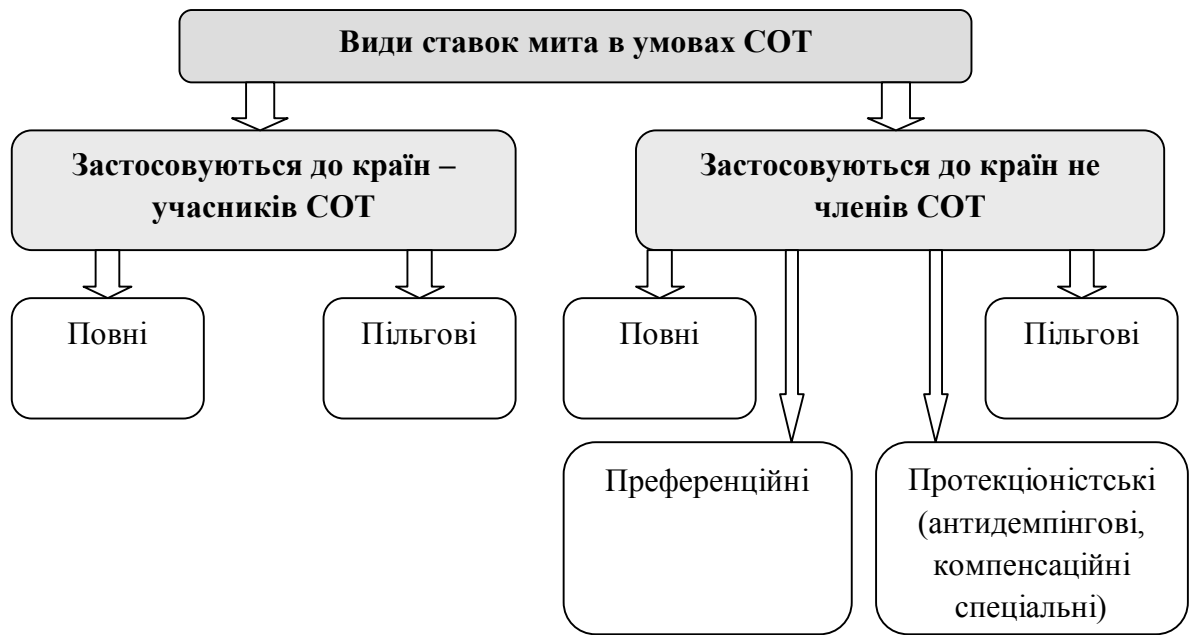 Види ставок мита в умовах СОТ
Застосовуються до країн –
учасників СОТ
Застосовуються до країн не
членів СОТ
Повні
Пільгові
Повні
Пільгові
Преференційні
Протекціоністські
(антидемпінгові,
компенсаційні
спеціальні)